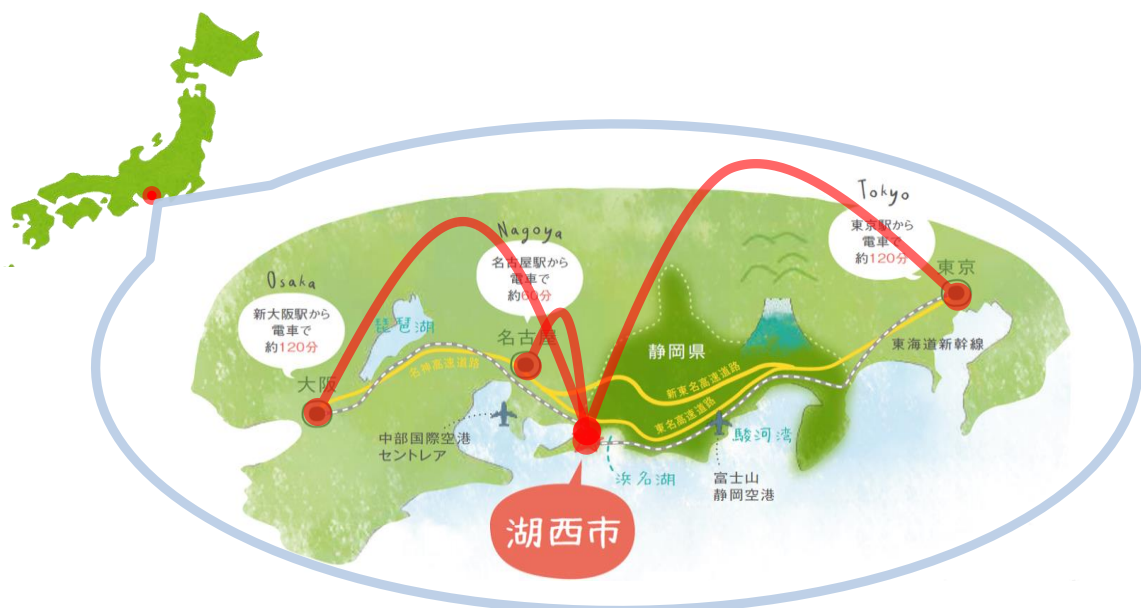 Tokyo
東京駅から
電車で
約120分
東京
Nagoya
名古屋駅から
電車で
約60分
名古屋
Osaka
新大阪駅から
電車で
約120分
大阪
琵琶湖
名神高速道路
静岡県
新東名高速道路
東名高速道路
東海道新幹線
中部国際空港
セントレア
浜名湖
駿河湾
富士山
静岡空港
湖西市